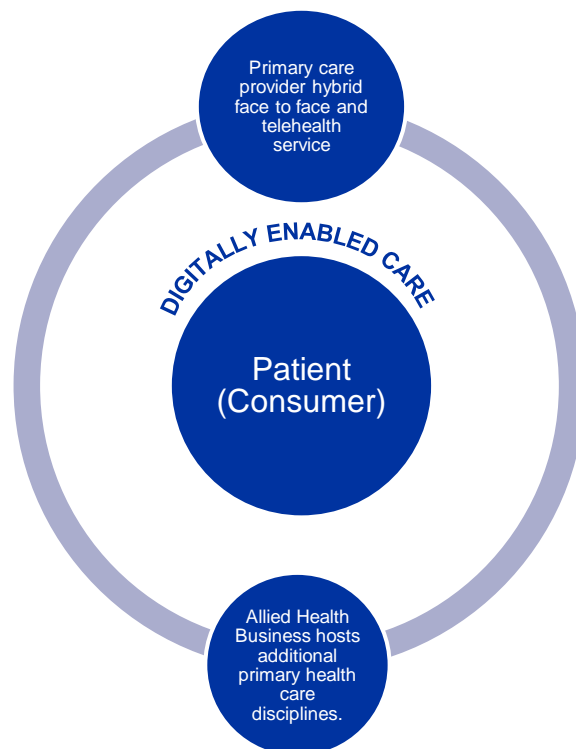 Primary care
provider hybrid
face to face and
telehealth
service
DIGITALLY ENABLED CARE
Patient
(Consumer)
Allied Health
Business hosts
additional
primary health
care
disciplines.